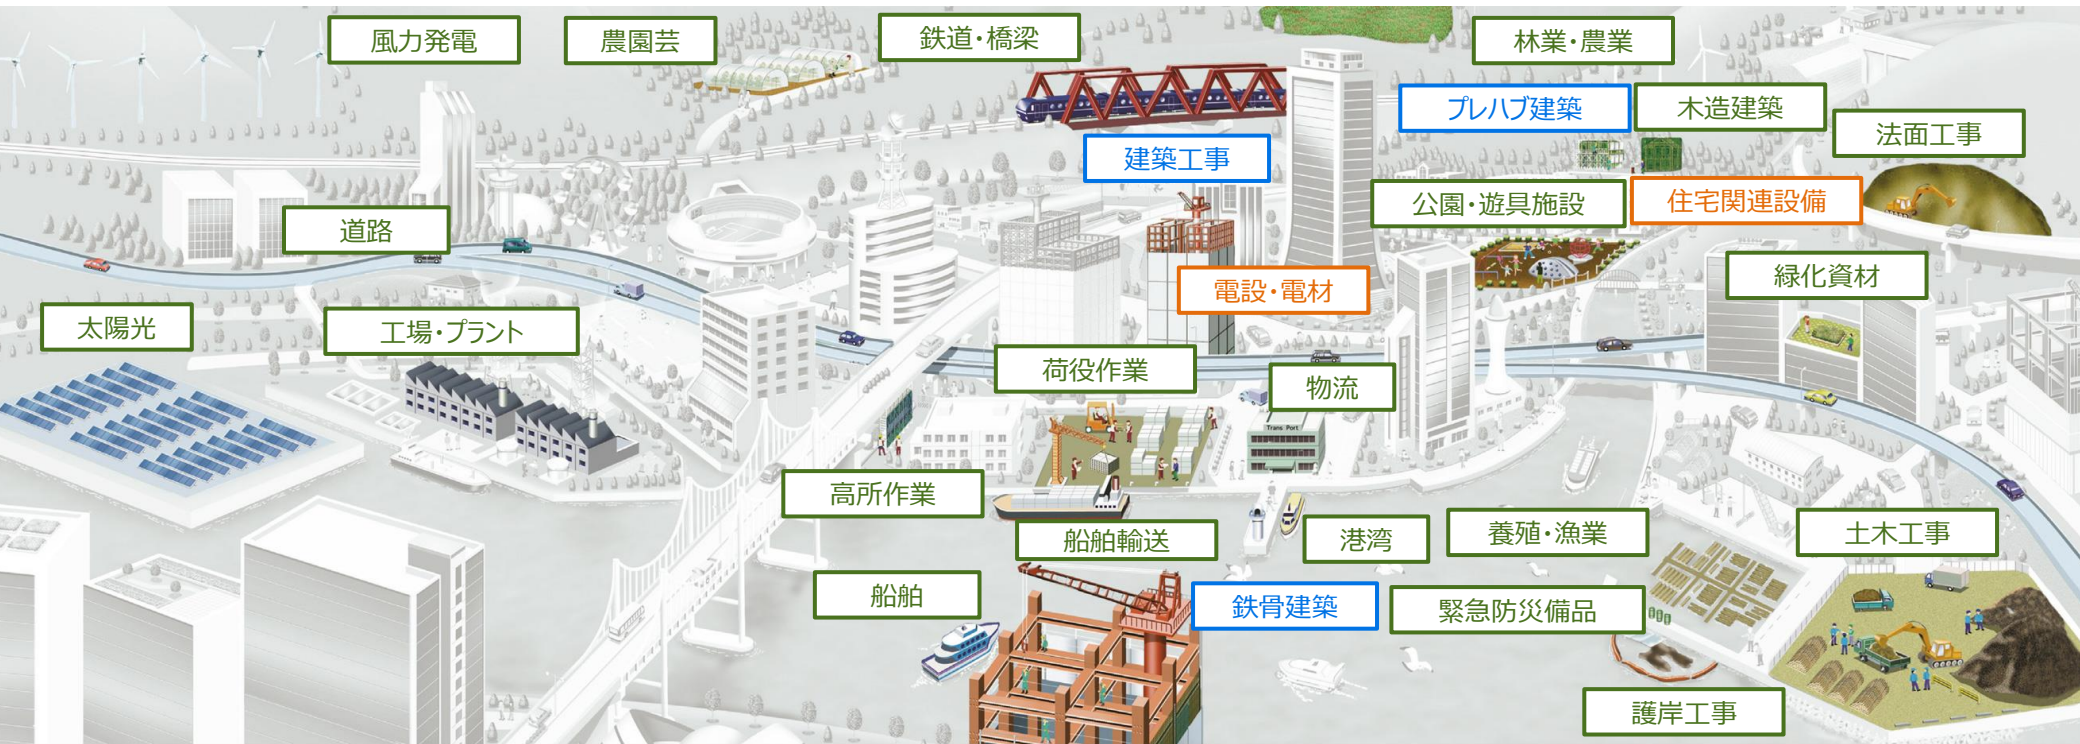 風力発電
農園芸
鉄道・橋梁
林業・農業
プレハブ建築
木造建築
法面工事
建築工事
公園・遊具施設
住宅関連設備
道路
電設・電材
緑化資材
太陽光
工場・プラント
荷役作業
物流
Trans Port
高所作業
船舶輸送
港湾
養殖・漁業
土木工事
船舶
鉄骨建築
緊急防災備品
護岸工事